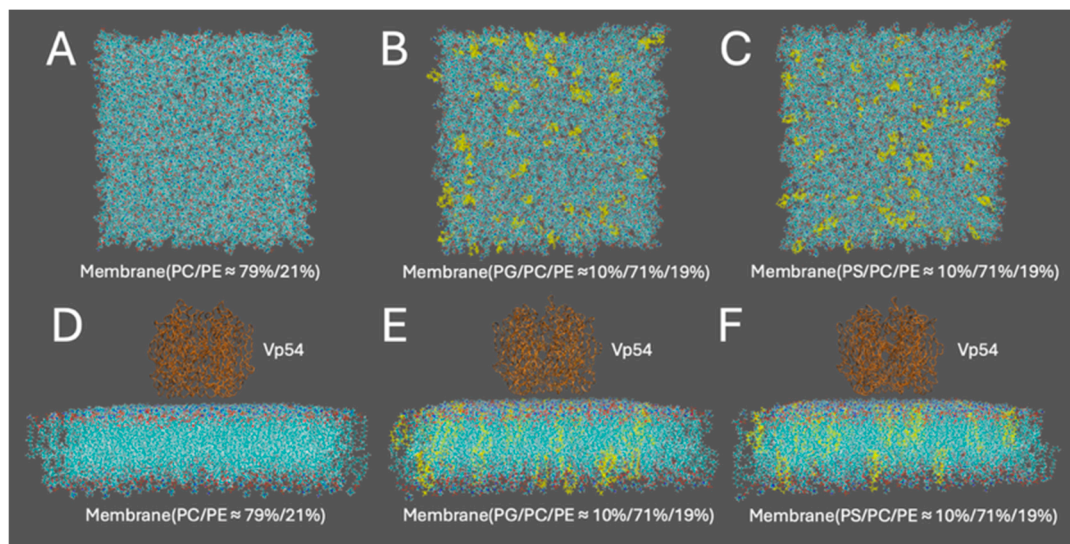 A
B
C
Membrane(PC/PE ≈ 79%/21%)
Membrane(PG/PC/PE ≈10%/71%/19%)
Membrane(PS/PC/PE ≈ 10%/71%/19%)
D
Vp54
E
Vp54
F
Vp54
Membrane(PC/PE ≈ 79%/21%)
Membrane(PG/PC/PE ≈ 10%/71%/19%)
Membrane(PS/PC/PE ≈ 10%/71%/19%)